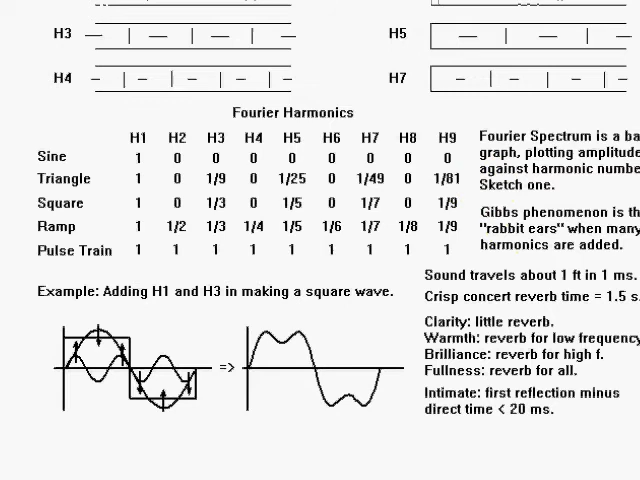 H3
H5
H4
H7
Fourier Harmonics
H1 H2 H3 H4 H5 H6 H7 H8 H9
Sine 1 0 0 0 0 0 0 0 0
Triangle 1 0 1/9 0 1/25 0 1/49 0 1/81
Square 1 0 1/3 0 1/5 0 1/7 0 1/9
Ramp 1 1/2 1/3 1/4 1/5 1/6 1/7 1/8 1/9
Pulse Train 1 1 1 1 1 1 1 1 1
Fourier Spectrum is a ba
graph, plotting amplitude
against harmonic numbe
Sketch one.
Gibbs phenomenon is th
"rabbit ears" when many
harmonics are added.
Sound travels about 1 ft in 1 ms.
Crisp concert reverb time = 1.5 s.
Example: Adding H1 and H3 in making a square wave.
=>
Clarity: little reverb.
Warmth: reverb for low frequency
Brilliance: reverb for high f.
Fullness: reverb for all.
Intimate: first reflection minus
direct time < 20 ms.